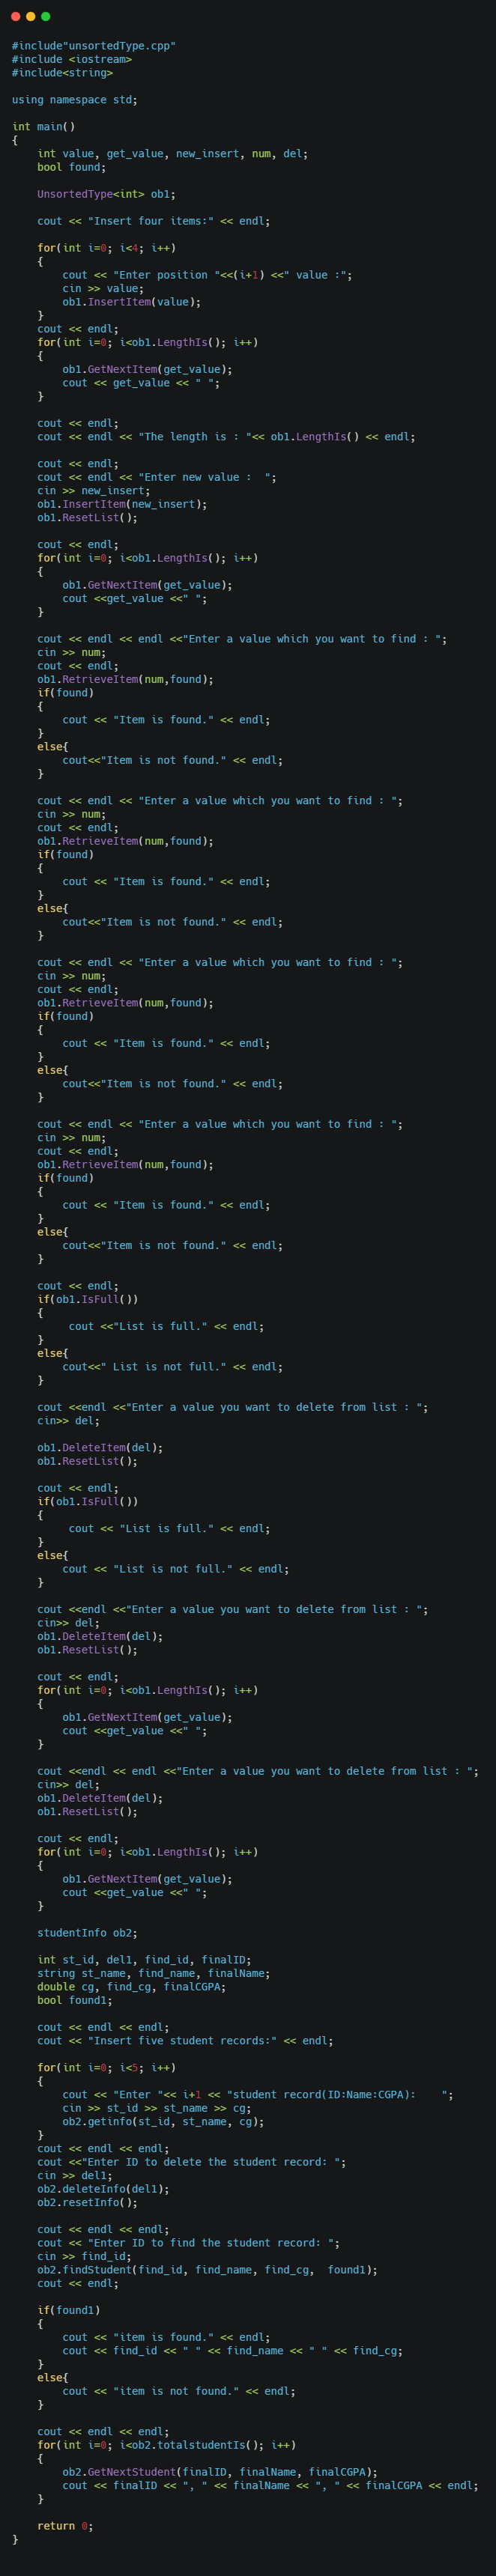 #include"unsortedType.cpp"
#include <iostream>
#include<string>

using namespace std;

int main()
{
    int value, get_value, new_insert, num, del;
    bool found;

    UnsortedType<int> ob1;

    cout << "Insert four items:" << endl;

    for(int i=0; i<4; i++)
    {
        cout << "Enter position "<<(i+1) <<" value :";
        cin >> value;
        ob1.InsertItem(value);
    }
    cout << endl;
    for(int i=0; i<ob1.LengthIs(); i++)
    {
        ob1.GetNextItem(get_value);
        cout << get_value << " ";
    }

    cout << endl;
    cout << endl << "The length is : "<< ob1.LengthIs() << endl;

    cout << endl;
    cout << endl << "Enter new value :  ";
    cin >> new_insert;
    ob1.InsertItem(new_insert);
    ob1.ResetList();

    cout << endl;
    for(int i=0; i<ob1.LengthIs(); i++)
    {
        ob1.GetNextItem(get_value);
        cout <<get_value <<" ";
    }

    cout << endl << endl <<"Enter a value which you want to find : ";
    cin >> num;
    cout << endl;
    ob1.RetrieveItem(num,found);
    if(found)
    {
        cout << "Item is found." << endl;
    }
    else{
        cout<<"Item is not found." << endl;
    }

    cout << endl << "Enter a value which you want to find : ";
    cin >> num;
    cout << endl;
    ob1.RetrieveItem(num,found);
    if(found)
    {
        cout << "Item is found." << endl;
    }
    else{
        cout<<"Item is not found." << endl;
    }

    cout << endl << "Enter a value which you want to find : ";
    cin >> num;
    cout << endl;
    ob1.RetrieveItem(num,found);
    if(found)
    {
        cout << "Item is found." << endl;
    }
    else{
        cout<<"Item is not found." << endl;
    }

    cout << endl << "Enter a value which you want to find : ";
    cin >> num;
    cout << endl;
    ob1.RetrieveItem(num,found);
    if(found)
    {
        cout << "Item is found." << endl;
    }
    else{
        cout<<"Item is not found." << endl;
    }

    cout << endl;
    if(ob1.IsFull())
    {
         cout <<"List is full." << endl;
    }
    else{
        cout<<" List is not full." << endl;
    }

    cout <<endl <<"Enter a value you want to delete from list : ";
    cin>> del;

    ob1.DeleteItem(del);
    ob1.ResetList();

    cout << endl;
    if(ob1.IsFull())
    {
         cout << "List is full." << endl;
    }
    else{
        cout << "List is not full." << endl;
    }

    cout <<endl <<"Enter a value you want to delete from list : ";
    cin>> del;
    ob1.DeleteItem(del);
    ob1.ResetList();

    cout << endl;
    for(int i=0; i<ob1.LengthIs(); i++)
    {
        ob1.GetNextItem(get_value);
        cout <<get_value <<" ";
    }

    cout <<endl << endl <<"Enter a value you want to delete from list : ";
    cin>> del;
    ob1.DeleteItem(del);
    ob1.ResetList();

    cout << endl;
    for(int i=0; i<ob1.LengthIs(); i++)
    {
        ob1.GetNextItem(get_value);
        cout <<get_value <<" ";
    }

    studentInfo ob2;

    int st_id, del1, find_id, finalID;
    string st_name, find_name, finalName;
    double cg, find_cg, finalCGPA;
    bool found1;

    cout << endl << endl;
    cout << "Insert five student records:" << endl;

    for(int i=0; i<5; i++)
    {
        cout << "Enter "<< i+1 << "student record(ID:Name:CGPA):    ";
        cin >> st_id >> st_name >> cg;
        ob2.getinfo(st_id, st_name, cg);
    }
    cout << endl << endl;
    cout <<"Enter ID to delete the student record: ";
    cin >> del1;
    ob2.deleteInfo(del1);
    ob2.resetInfo();

    cout << endl << endl;
    cout << "Enter ID to find the student record: ";
    cin >> find_id;
    ob2.findStudent(find_id, find_name, find_cg,  found1);
    cout << endl;

    if(found1)
    {
        cout << "item is found." << endl;
        cout << find_id << " " << find_name << " " << find_cg;
    }
    else{
        cout << "item is not found." << endl;
    }

    cout << endl << endl;
    for(int i=0; i<ob2.totalstudentIs(); i++)
    {
        ob2.GetNextStudent(finalID, finalName, finalCGPA);
        cout << finalID << ", " << finalName << ", " << finalCGPA << endl;
    }

    return 0;
}